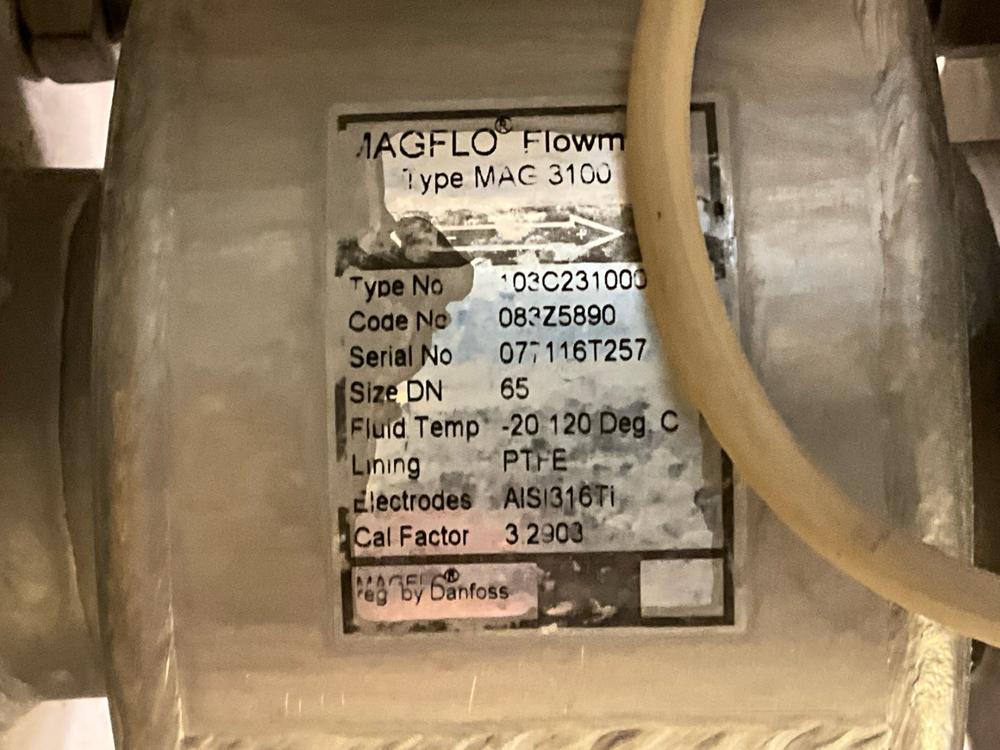 MAGFLO® Flowm
Type MAG 3100
Type No 103C231000
Code No 083Z5890
Serial No 077116T257
Size DN 65
Fluid Temp -20 120 Deg. C
Lining PTFE
Electrodes AISI316Ti
Cal Factor 3.2903
MAGFLO®
reg by Danfoss